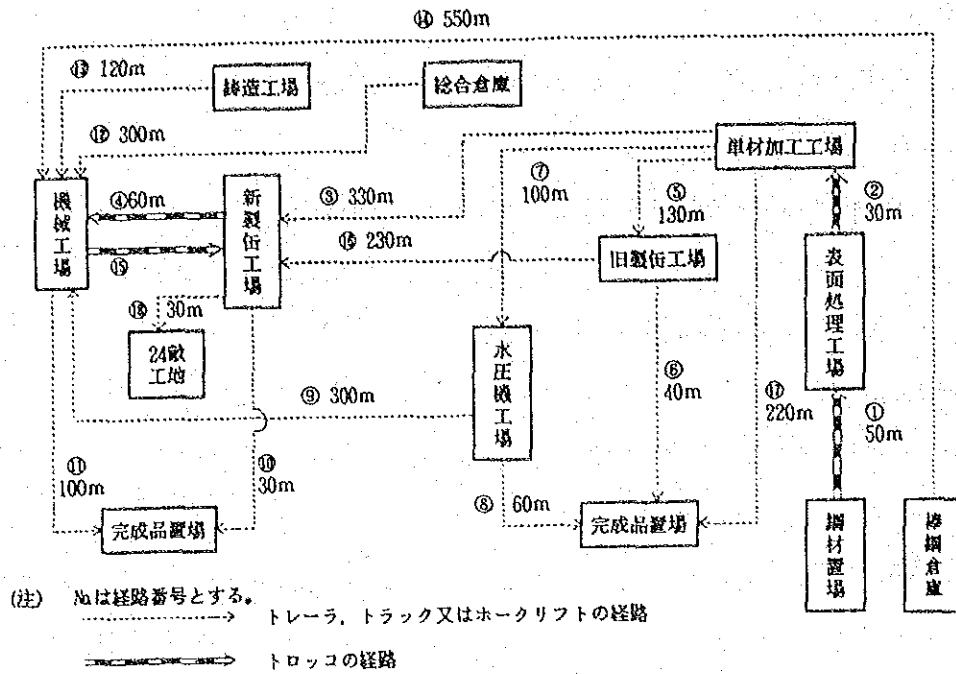 ⑭ 550m
⑬ 120m
鋳造工場
総合倉庫
⑫ 300m
単材加工工場
機械工場
④60m
新製缶工場
③ 330m
⑦
100m
⑤
130m
②
30m
⑯ 230m
旧製缶工場
⑮
表面処理工場
⑱ 30m
24畝
工地
水圧機工場
⑨ 300m
⑥
40m
⑰
220m
①
50m
⑪
100m
⑩
30m
⑧ 60m
完成品置場
完成品置場
鋼材置場
棒鋼倉庫
(注) №は経路番号とする。
トレーラ,トラック又はホークリフトの経路
トロッコの経路